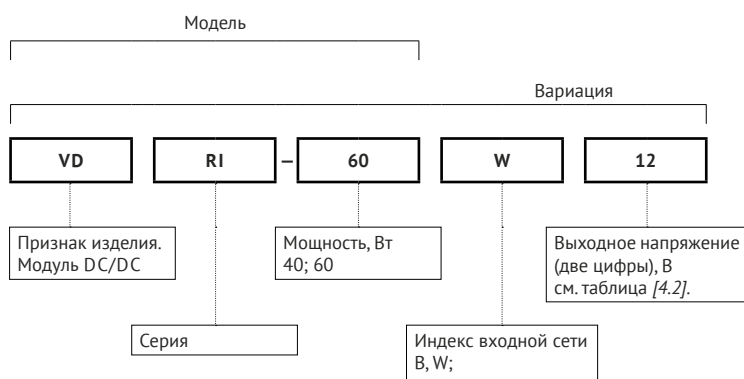 Модель
Вариация
VD RI – 60 W 12
Признак изделия.
Модуль DC/DC
Мощность, Вт
40; 60
Выходное напряжение
(две цифры), В
см. таблица [4.2].
Серия
Индекс входной сети
B, W;